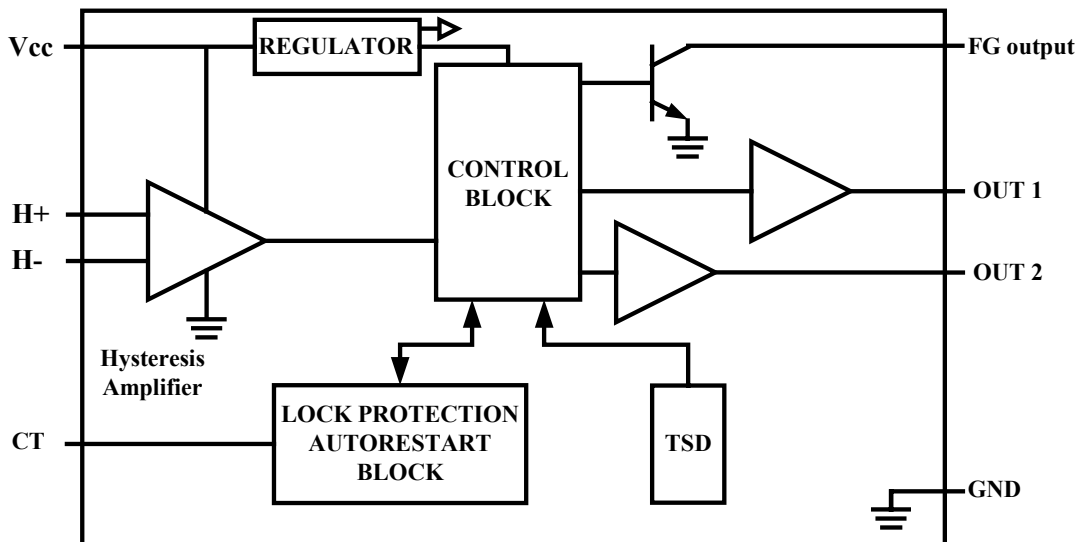 Vcc
REGULATOR
FG output
CONTROL
BLOCK
H+
H-
OUT 1
OUT 2
Hysteresis
Amplifier
CT
LOCK PROTECTION
AUTORESTART
BLOCK
TSD
GND